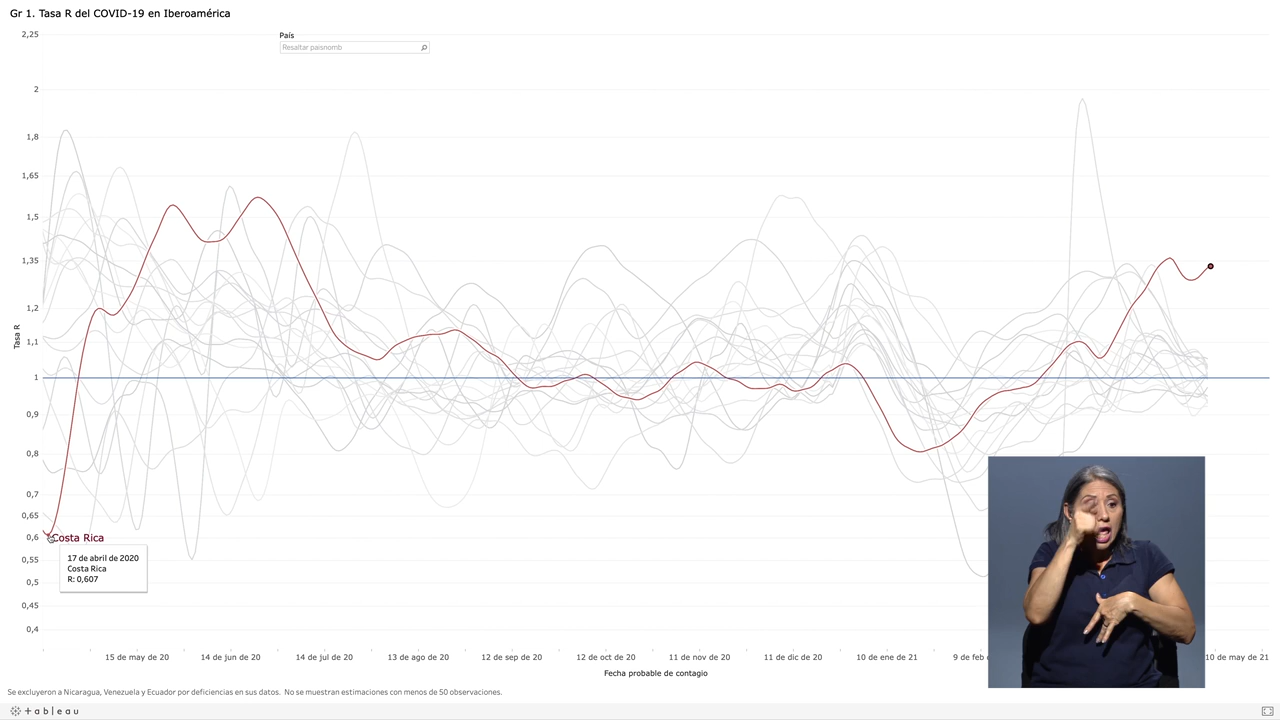 Gr 1. Tasa R del COVID-19 en Iberoamérica
País
Resaltar paisnomb
2,25
2
1,8
1,65
1,5
1,35
1,2
1,1
1
0,9
0,8
0,7
0,65
0,6
0,55
0,5
0,45
0,4
Tasa R
Costa Rica
17 de abril de 2020
Costa Rica
R: 0,607
15 de may de 20
14 de jun de 20
14 de jul de 20
13 de ago de 20
12 de sep de 20
12 de oct de 20
11 de nov de 20
11 de dic de 20
10 de ene de 21
9 de feb
10 de may de 21
Fecha probable de contagio
Se excluyeron a Nicaragua, Venezuela y Ecuador por deficiencias en sus datos. No se muestran estimaciones con menos de 50 observaciones.
+ableau